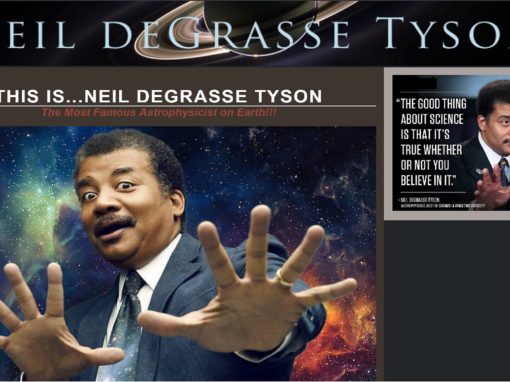 EIL DEGRASSE TYSO
THIS IS...NEIL DEGRASSE TYSON
The Most Famous Astrophysicist on Earth!!!
"THE GOOD THING
ABOUT SCIENCE
IS THAT IT'S
TRUE WHETHER
OR NOT YOU
BELIEVE IN IT."
- NEIL DEGRASSE TYSON